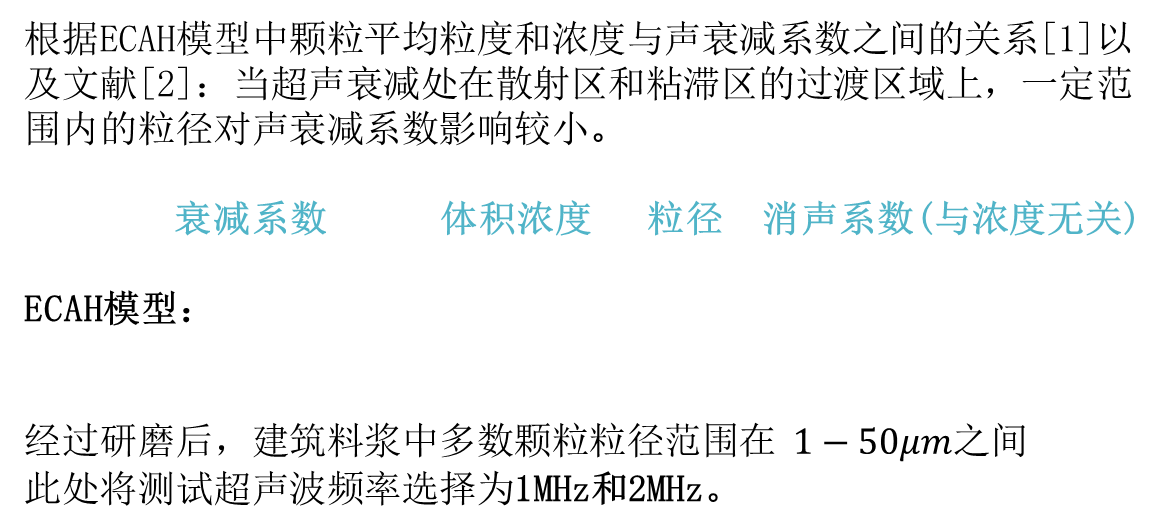 根据ECAH模型中颗粒平均粒度和浓度与声衰减系数之间的关系[1]以
及文献[2]：当超声衰减处在散射区和粘滞区的过渡区域上，一定范
围内的粒径对声衰减系数影响较小。
衰减系数 体积浓度 粒径 消声系数(与浓度无关)
ECAH模型：
经过研磨后，建筑料浆中多数颗粒粒径范围在 1 − 50μm之间
此处将测试超声波频率选择为1MHz和2MHz。